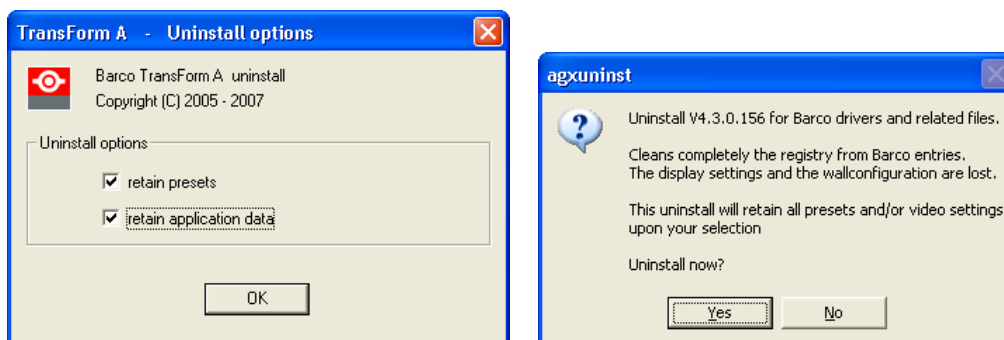 TransForm A - Uninstall options
Barco TransForm A uninstall
Copyright (C) 2005 - 2007
Uninstall options
retain presets
retain application data
OK
agxuninst
Uninstall V4.3.0.156 for Barco drivers and related files.
Cleans completely the registry from Barco entries.
The display settings and the wallconfiguration are lost.
This uninstall will retain all presets and/or video settings
upon your selection
Uninstall now?
Yes
No